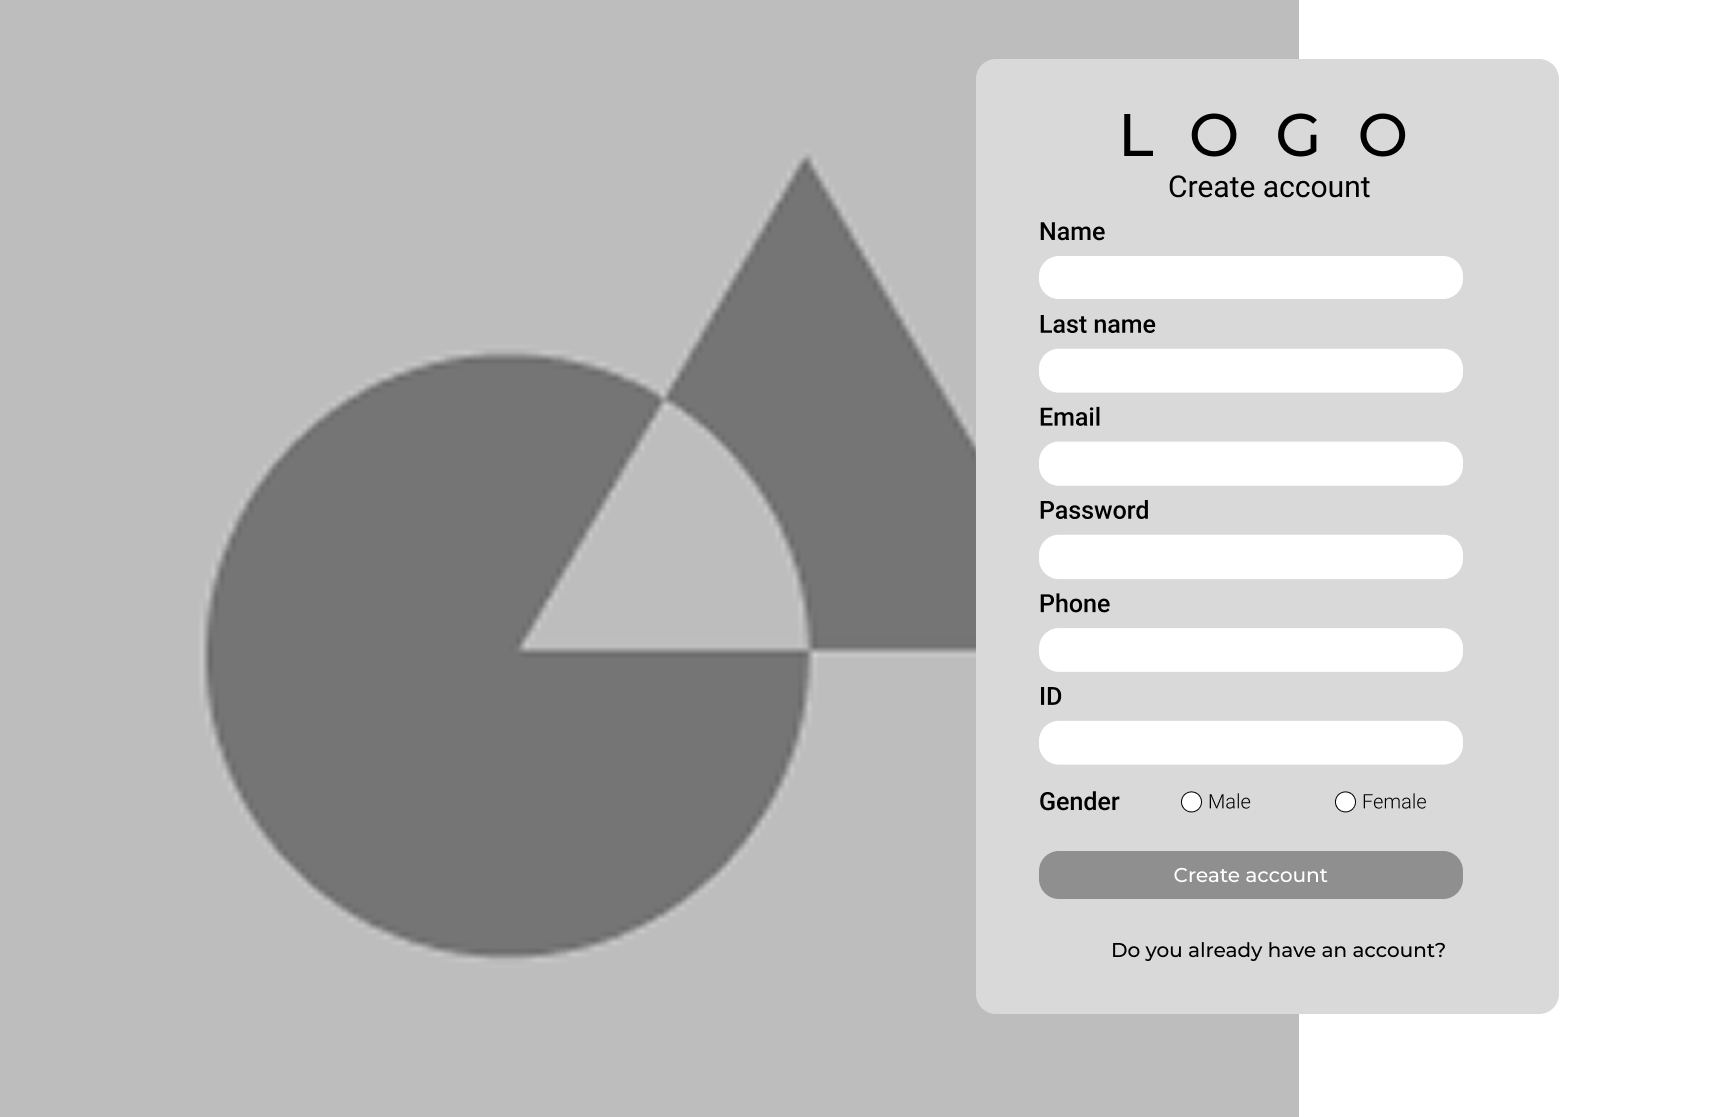 L O G O
Create account
Name
Last name
Email
Password
Phone
ID
Gender Male Female
Create account
Do you already have an account?